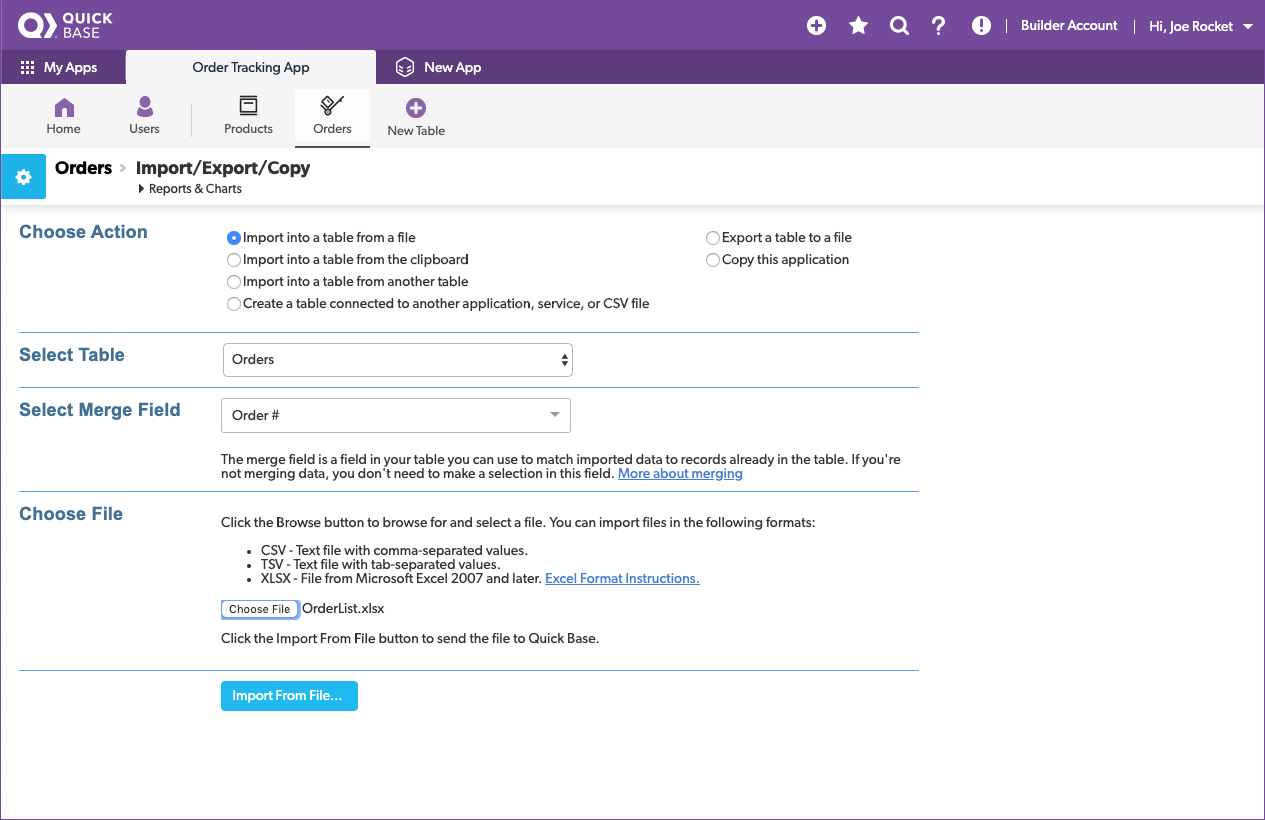 QUICK
BASE
Builder Account
Hi, Joe Rocket
My Apps
Order Tracking App
New App
Home
Users
Products
Orders
New Table
Orders > Import/Export/Copy
Reports & Charts
Choose Action
Import into a table from a file
Import into a table from the clipboard
Import into a table from another table
Create a table connected to another application, service, or CSV file
Export a table to a file
Copy this application
Select Table
Orders
Select Merge Field
Order #
The merge field is a field in your table you can use to match imported data to records already in the table. If you're
not merging data, you don't need to make a selection in this field. More about merging
Choose File
Click the Browse button to browse for and select a file. You can import files in the following formats:
• CSV - Text file with comma-separated values.
• TSV - Text file with tab-separated values.
• XLSX - File from Microsoft Excel 2007 and later. Excel Format Instructions.
Choose File OrderList.xlsx
Click the Import From File button to send the file to Quick Base.
Import From File...